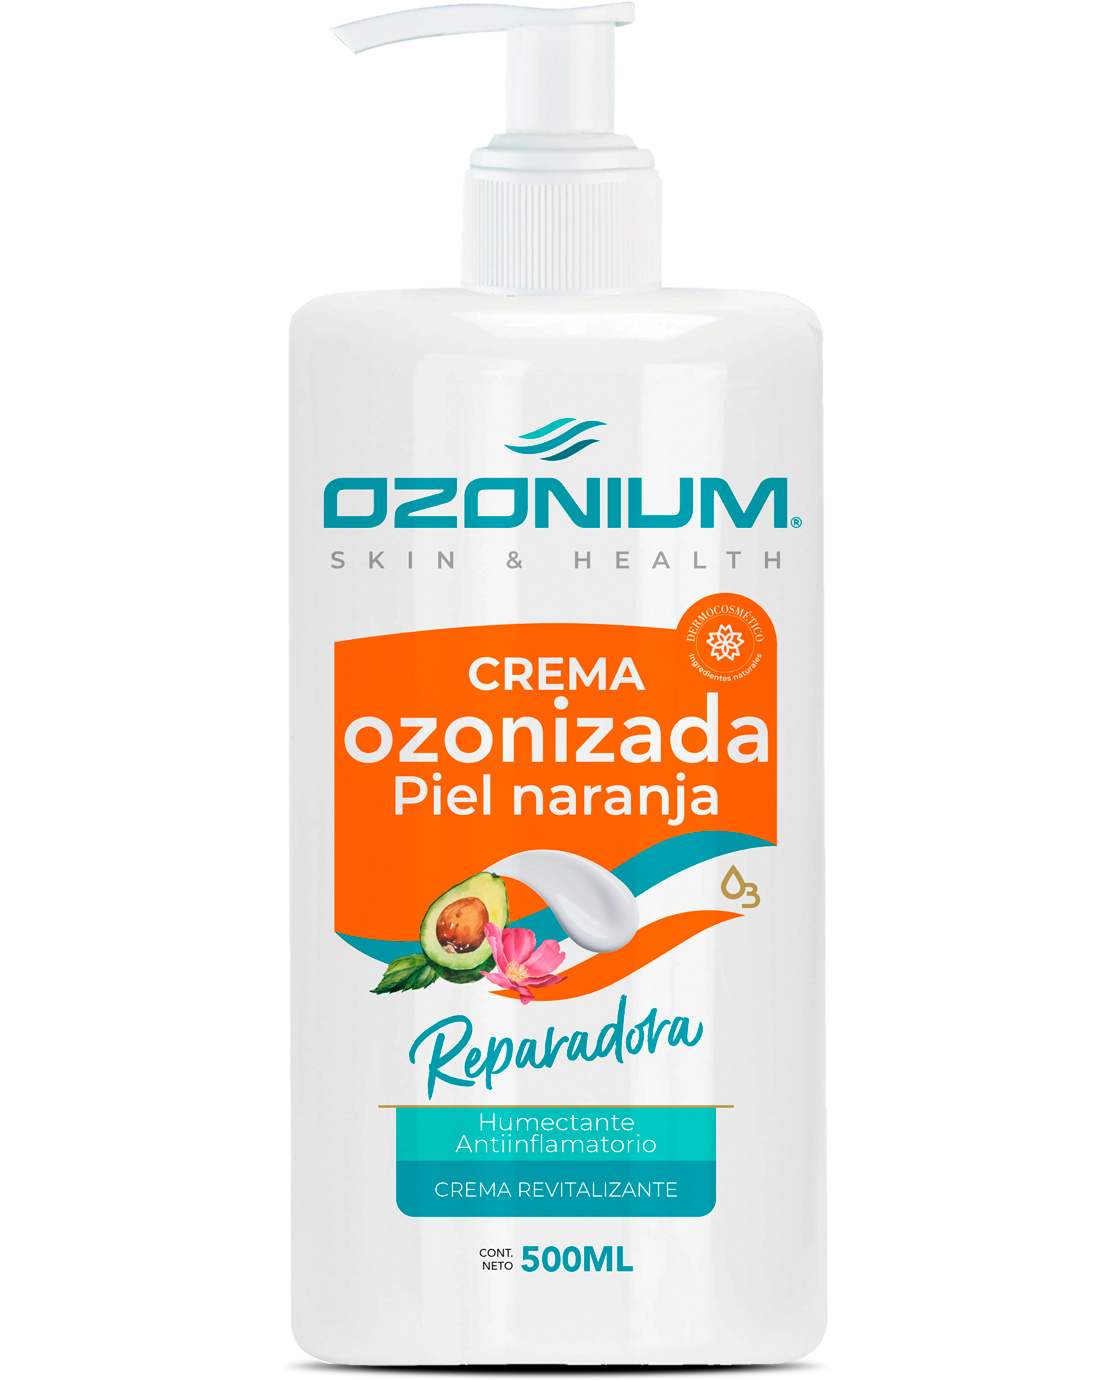 OZONIUM®
SKIN & HEALTH
DERMOCOSMÉTICO
Ingredientes naturales
CREMA
ozonizada
Piel naranja
O3
Reparadora
Humectante
Antiinflamatorio
CREMA REVITALIZANTE
CONT.
NETO 500ML